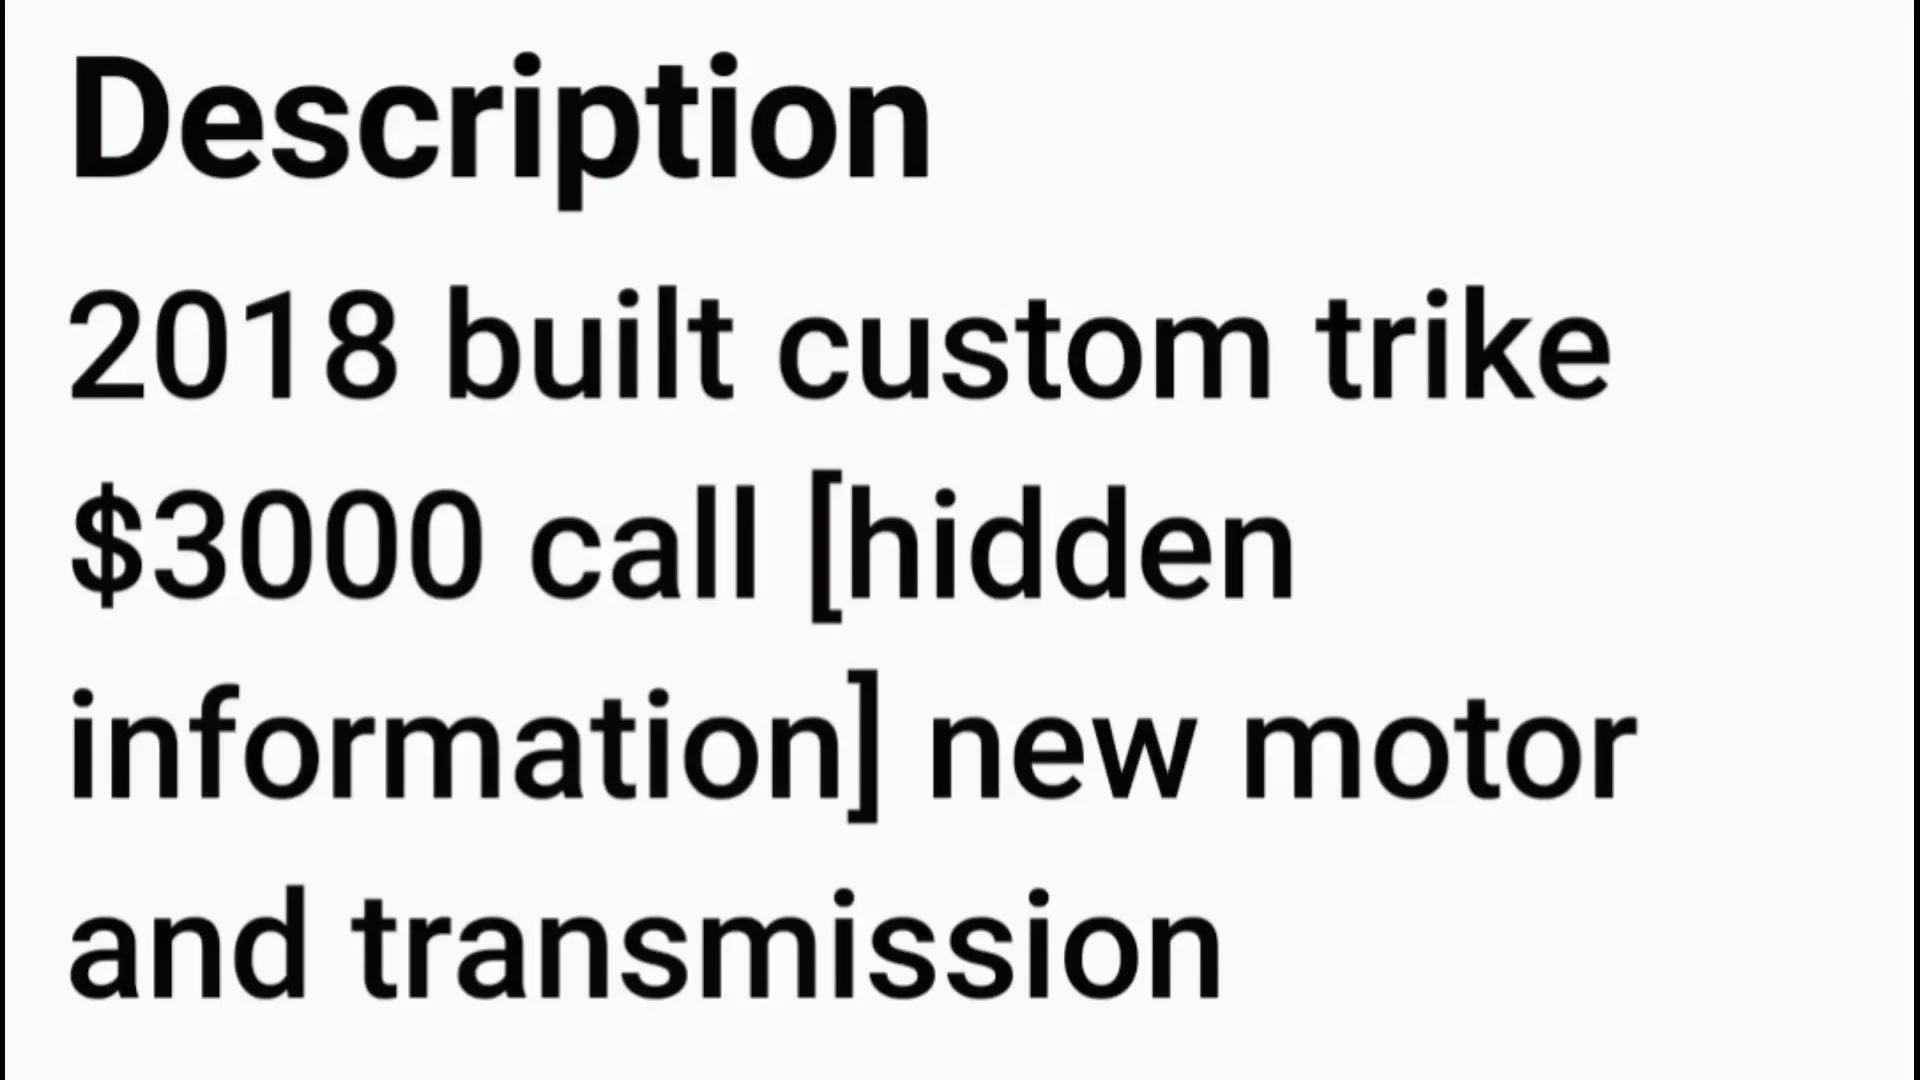 Description
2018 built custom trike
$3000 call [hidden
information] new motor
and transmission